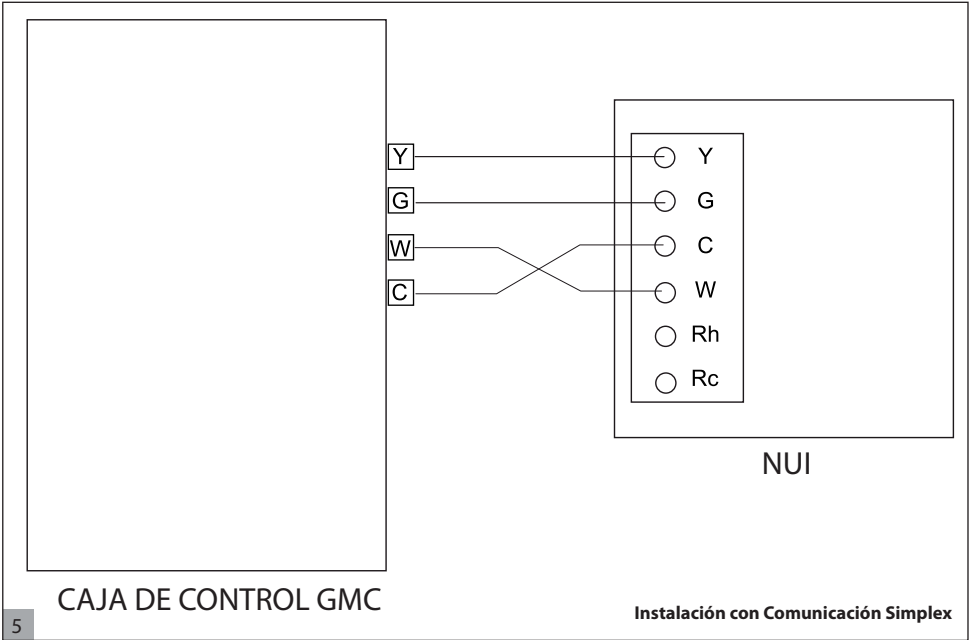 Y
G
W
C
Y
G
C
W
Rh
Rc
NUI
CAJA DE CONTROL GMC
Instalación con Comunicación Simplex
5